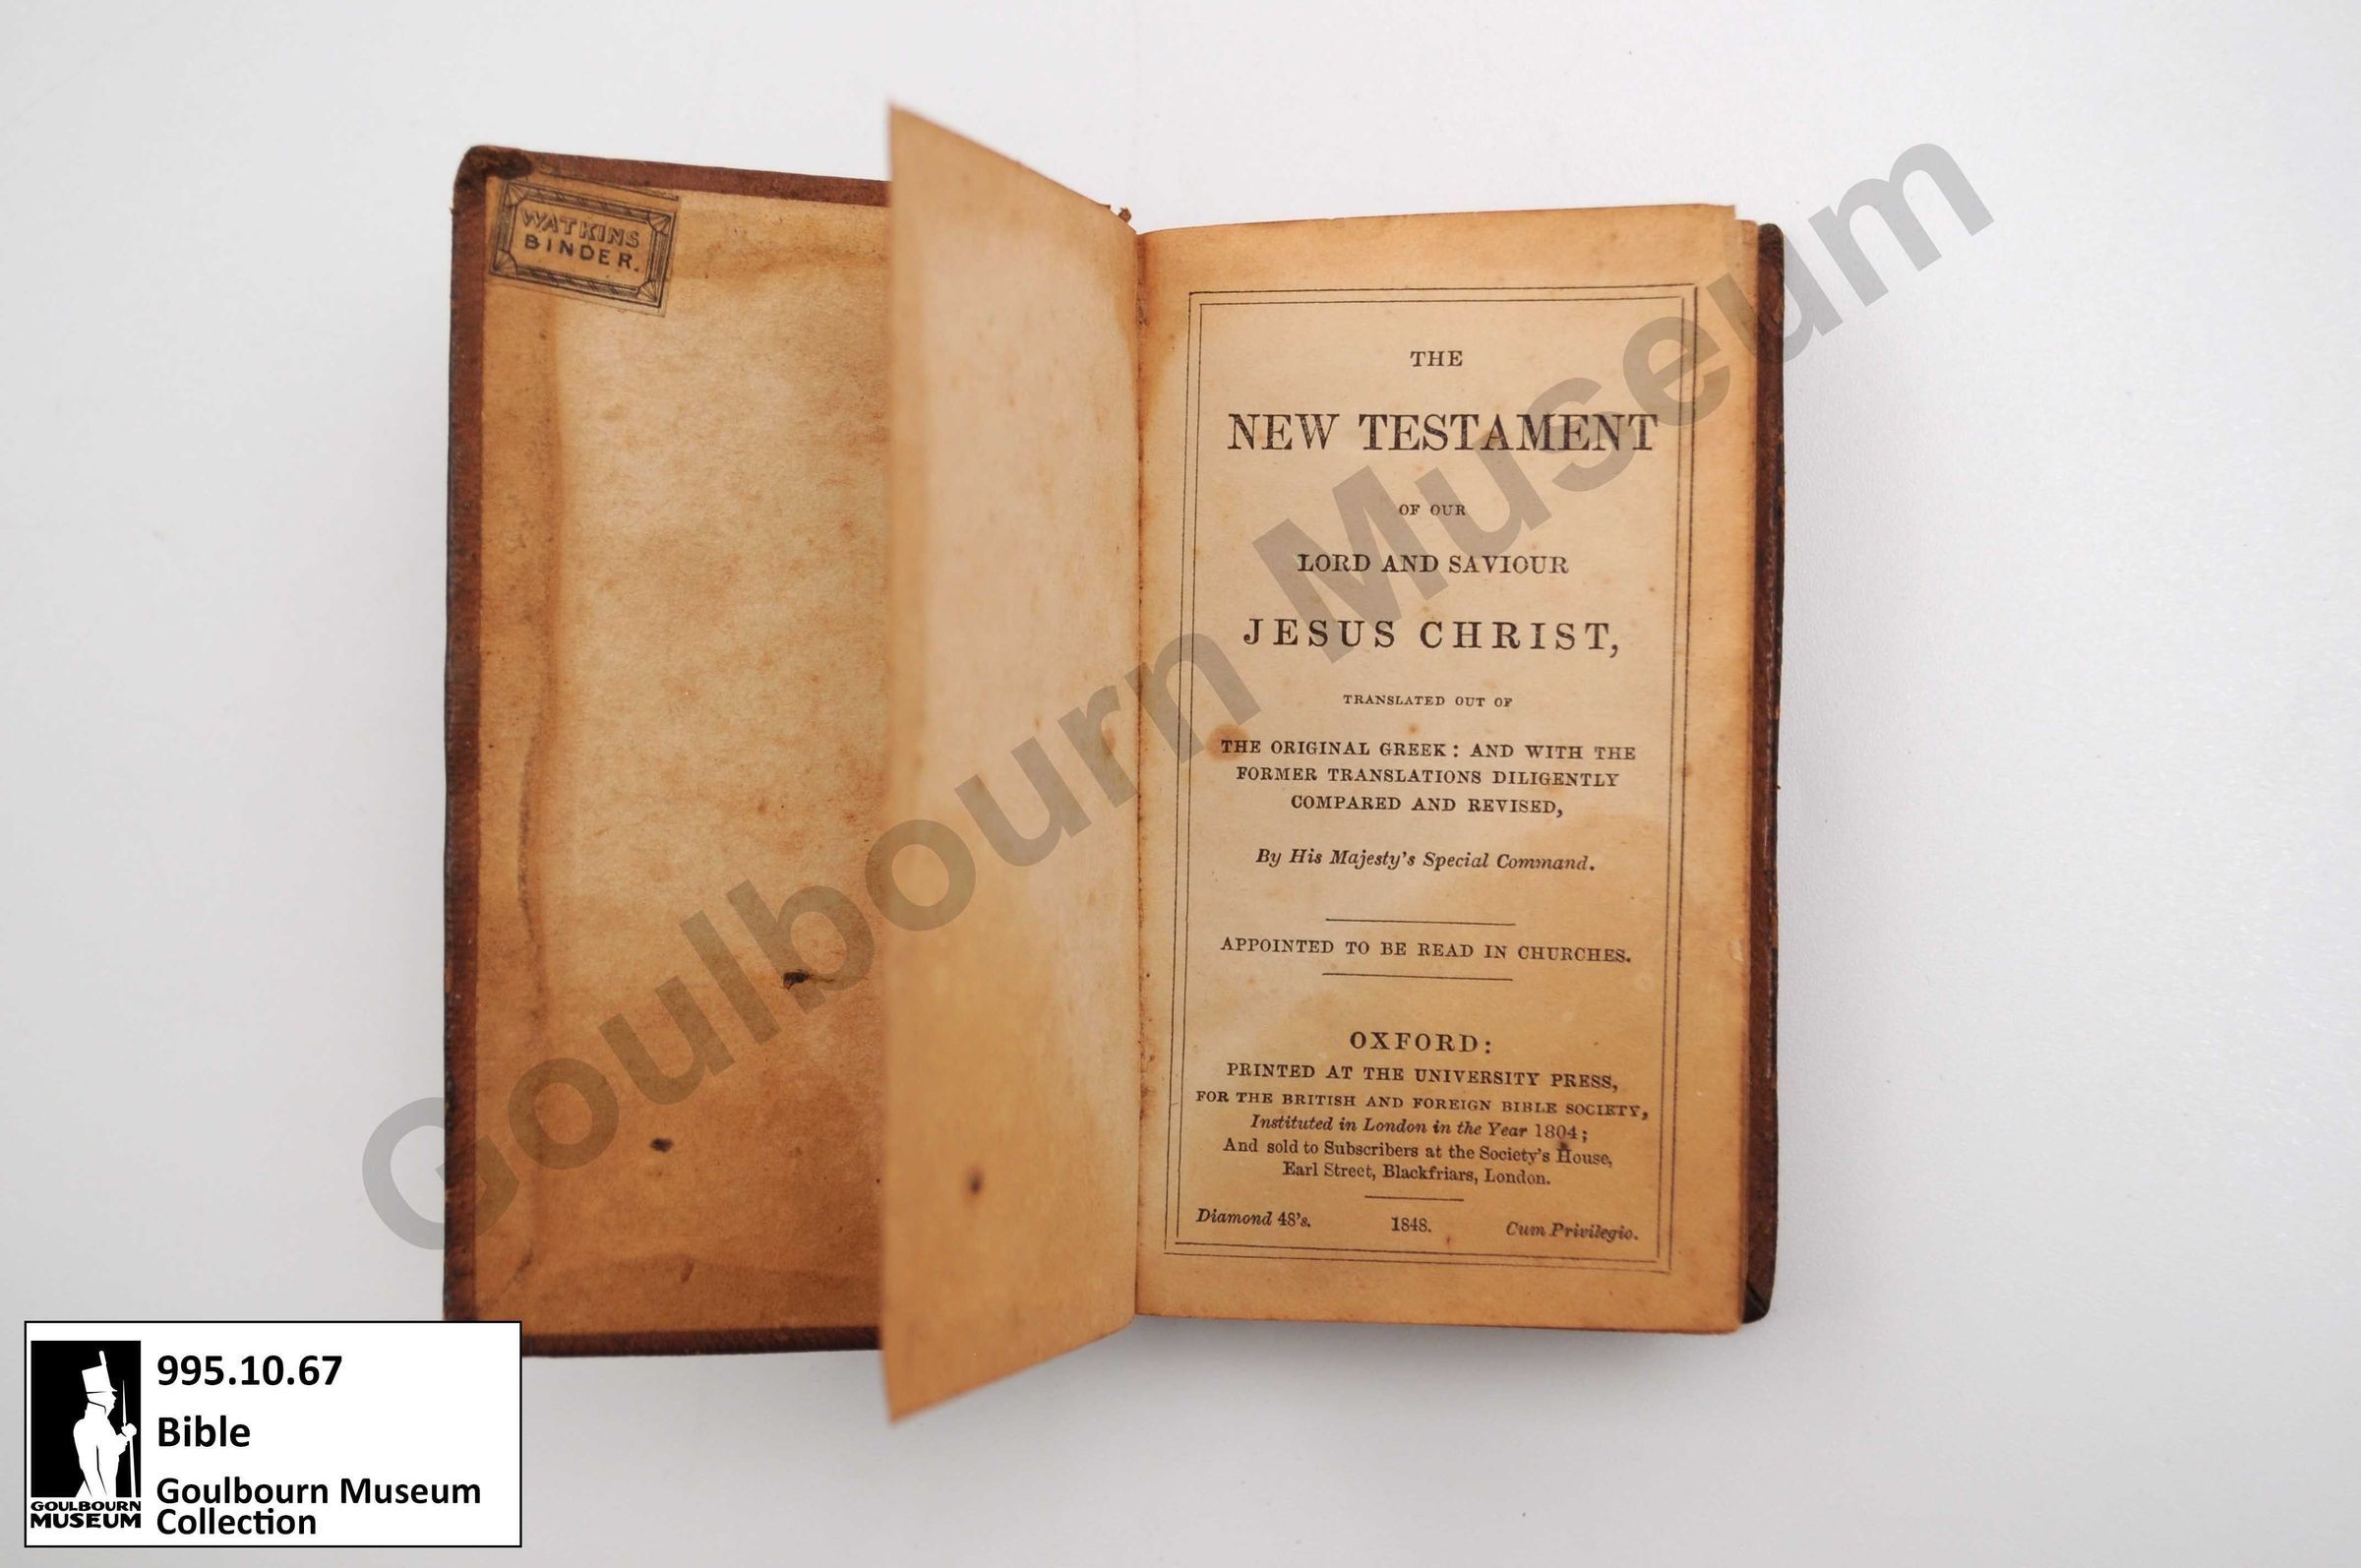 WATKINS
BINDER.
THE
NEW TESTAMENT
OF OUR
LORD AND SAVIOUR
JESUS CHRIST,
TRANSLATED OUT OF
THE ORIGINAL GREEK: AND WITH THE
FORMER TRANSLATIONS DILIGENTLY
COMPARED AND REVISED,
By His Majesty's Special Command.
APPOINTED TO BE READ IN CHURCHES.
OXFORD:
PRINTED AT THE UNIVERSITY PRESS,
FOR THE BRITISH AND FOREIGN BIBLE SOCIETY,
Instituted in London in the Year 1804;
And sold to Subscribers at the Society's House,
Earl Street, Blackfriars, London.
Diamond 48's. 1848. Cum Privilegio.
Goulbourn Museum
995.10.67
Bible
Goulbourn Museum
Collection
GOULBOURN
MUSEUM